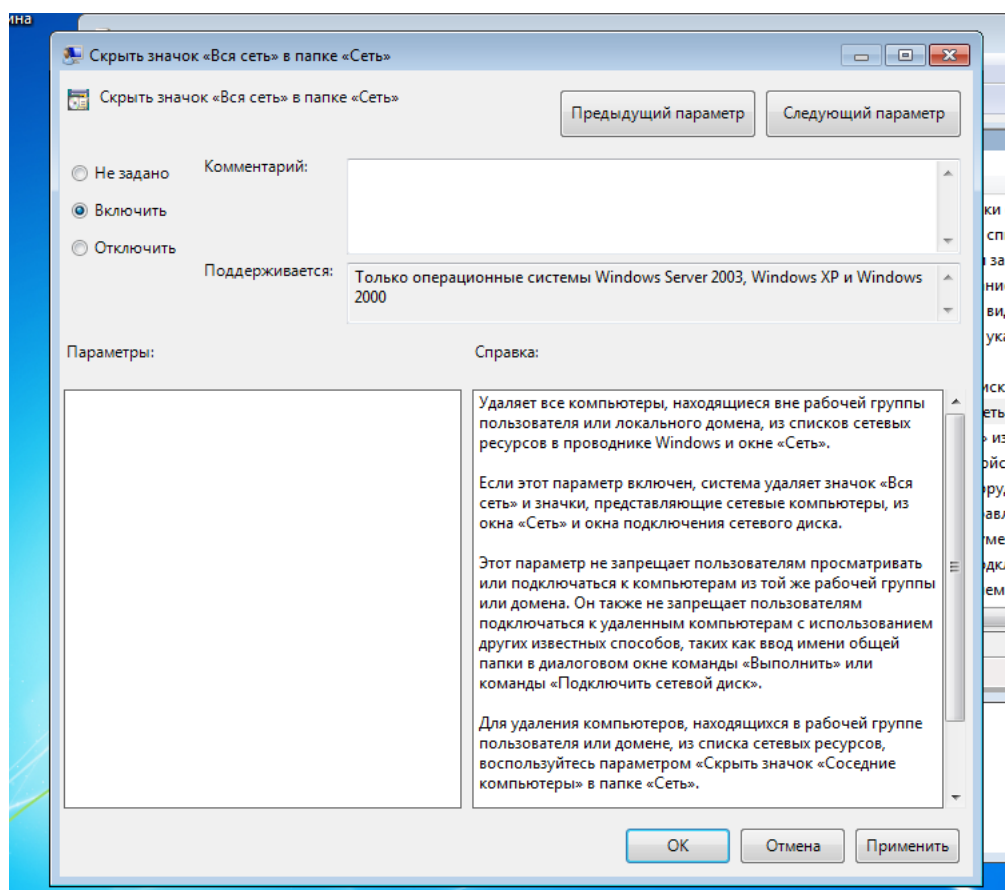 ина
Скрыть значок «Вся сеть» в папке «Сеть»
Скрыть значок «Вся сеть» в папке «Сеть»
Предыдущий параметр
Следующий параметр
Не задано
Включить
Отключить
Комментарий:
Поддерживается:
Только операционные системы Windows Server 2003, Windows XP и Windows
2000
Параметры:
Справка:
Удаляет все компьютеры, находящиеся вне рабочей группы
пользователя или локального домена, из списков сетевых
ресурсов в проводнике Windows и окне «Сеть».
Если этот параметр включен, система удаляет значок «Вся
сеть» и значки, представляющие сетевые компьютеры, из
окна «Сеть» и окна подключения сетевого диска.
Этот параметр не запрещает пользователям просматривать
или подключаться к компьютерам из той же рабочей группы
или домена. Он также не запрещает пользователям
подключаться к удаленным компьютерам с использованием
других известных способов, таких как ввод имени общей
папки в диалоговом окне команды «Выполнить» или
команды «Подключить сетевой диск».
Для удаления компьютеров, находящихся в рабочей группе
пользователя или домене, из списка сетевых ресурсов,
воспользуйтесь параметром «Скрыть значок «Соседние
компьютеры» в папке «Сеть».
OK
Отмена
Применить